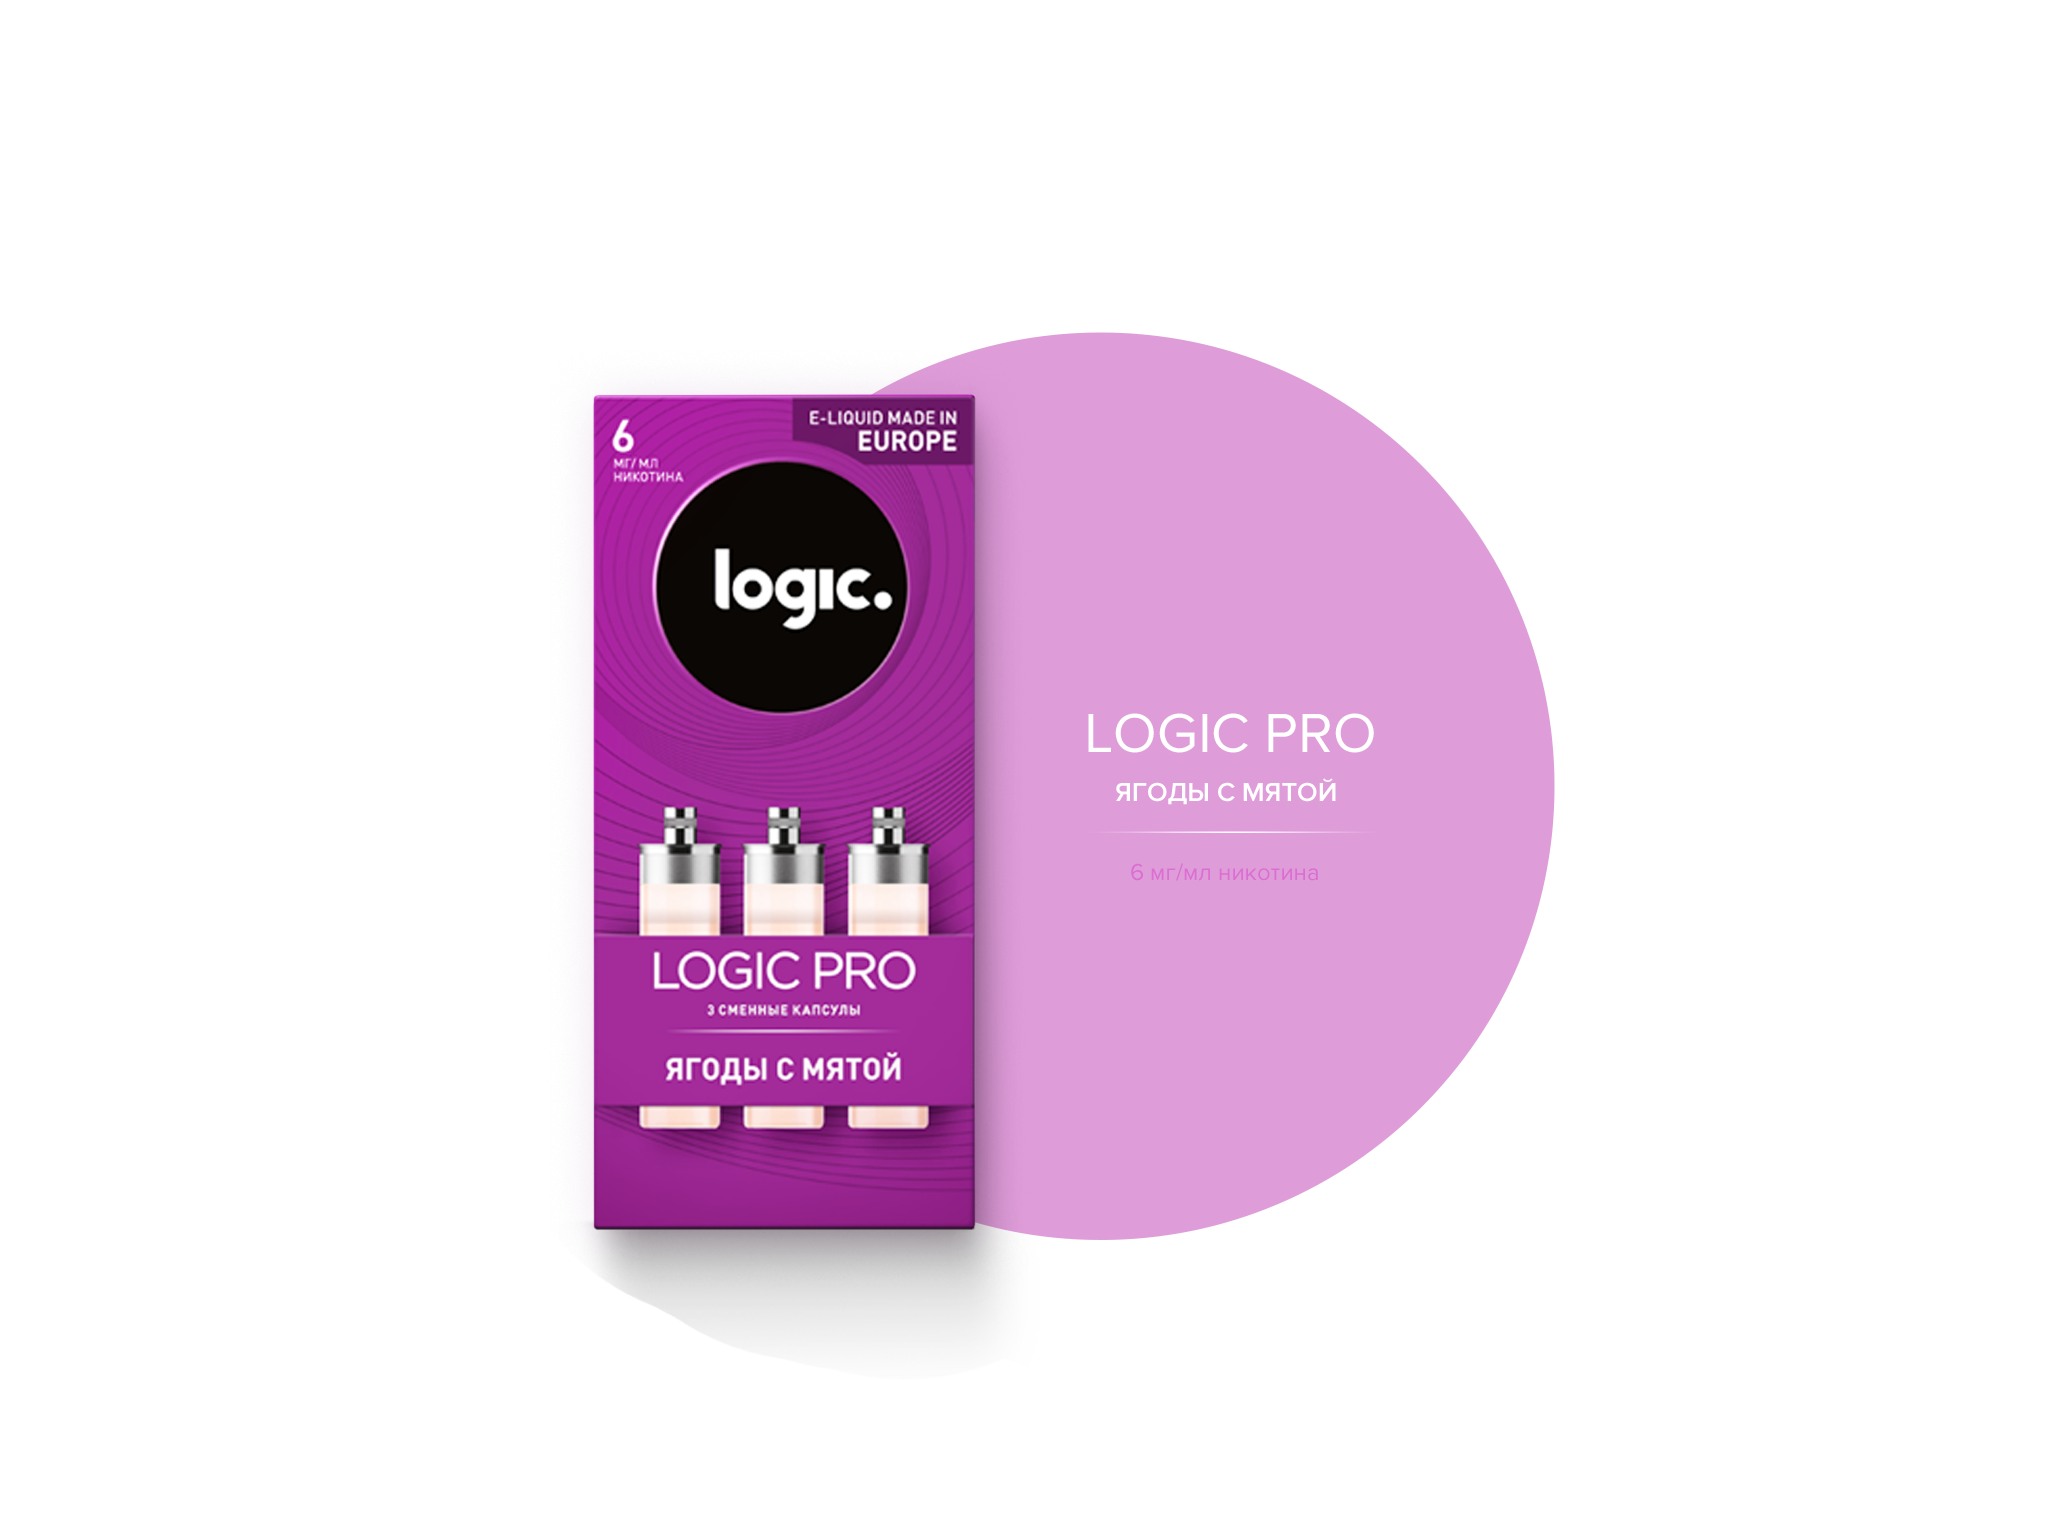 6
МГ/МЛ
НИКОТИНА
E-LIQUID MADE IN
EUROPE
logic.
LOGIC PRO
3 СМЕННЫЕ КАПСУЛЫ
ЯГОДЫ С МЯТОЙ
LOGIC PRO
ЯГОДЫ С МЯТОЙ
6 мг/мл никотина